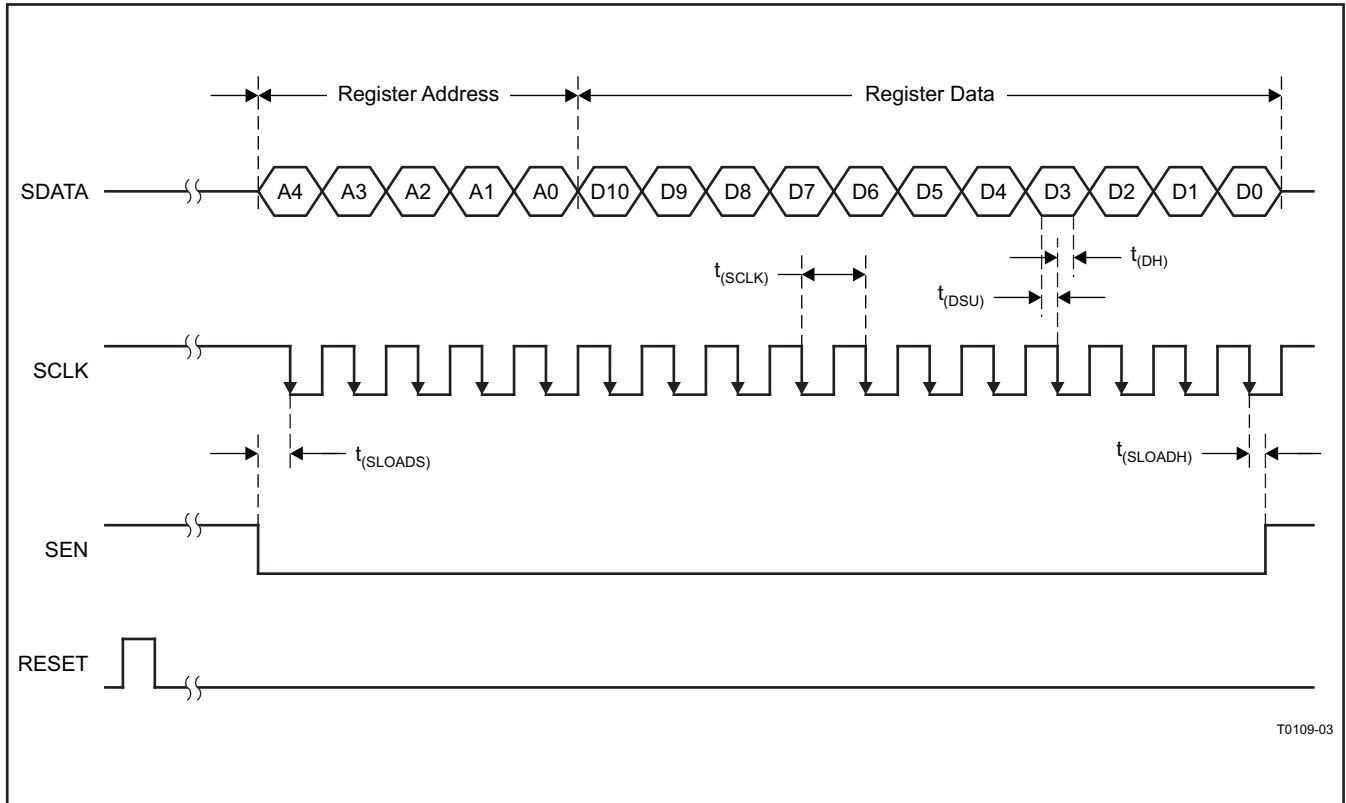 Register Address Register Data
SDATA A4 A3 A2 A1 A0 D10 D9 D8 D7 D6 D5 D4 D3 D2 D1 D0
t(SCLK) t(DH)
t(DSU)
SCLK
t(SLOADS) t(SLOADH)
SEN
RESET
T0109-03